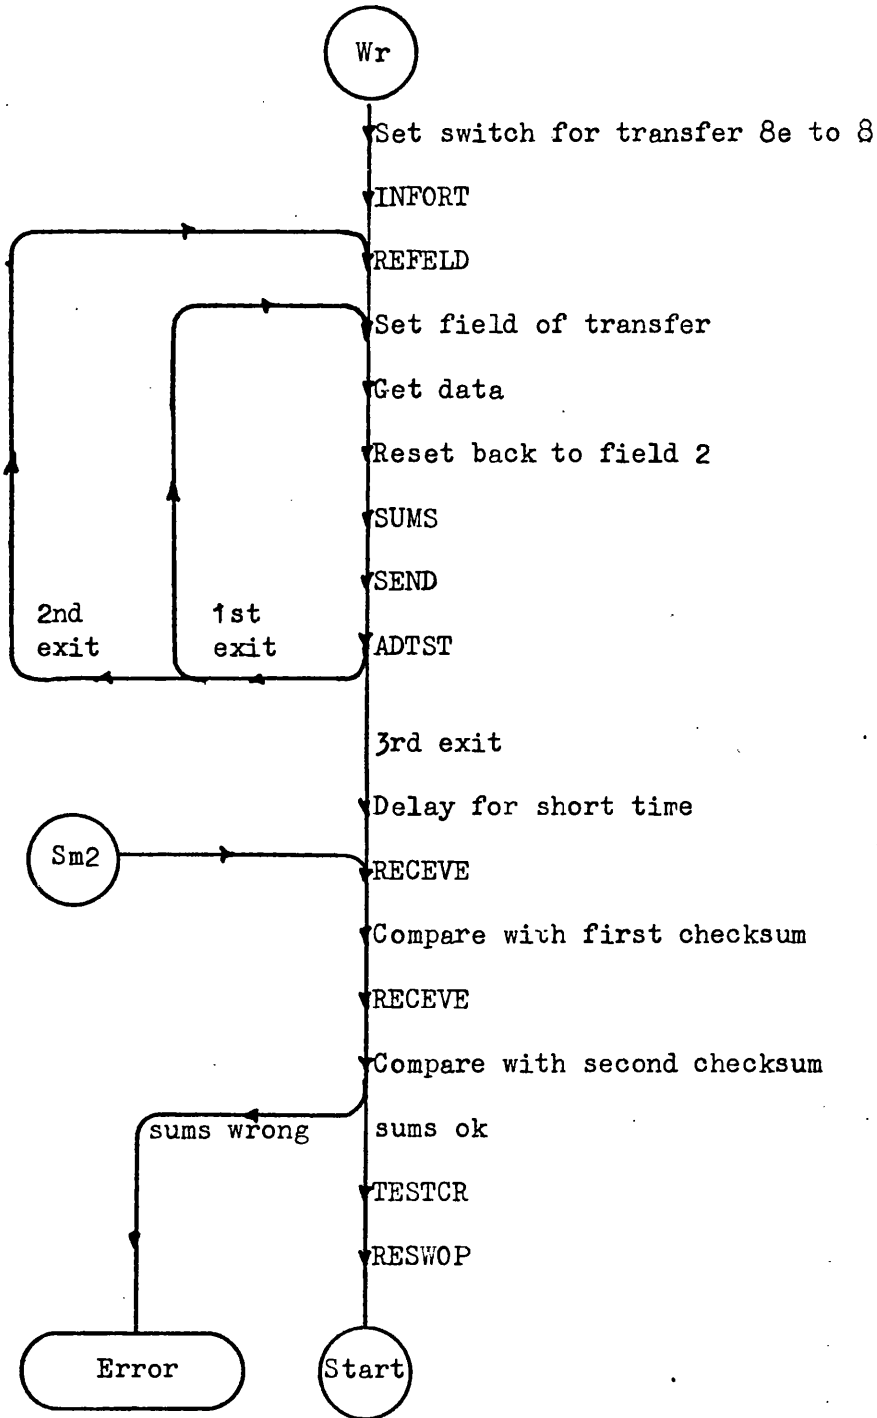 Wr
Set switch for transfer 8e to 8
INFORT
REFELD
Set field of transfer
Get data
Reset back to field 2
SUMS
SEND
2nd
exit
1st
exit
ADTST
3rd exit
Delay for short time
Sm2
RECEVE
Compare with first checksum
RECEVE
Compare with second checksum
sums wrong
sums ok
TESTCR
RESWOP
Error
Start